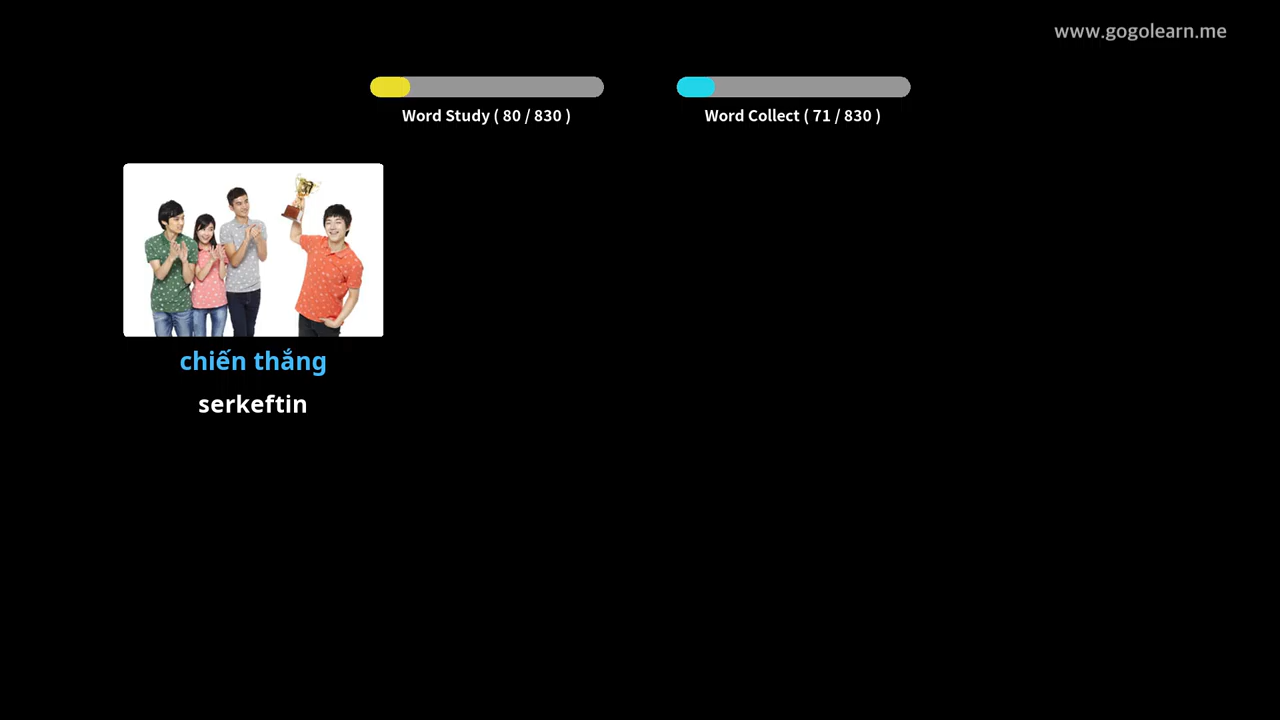 www.gogolearn.me
Word Study ( 80 / 830 )
Word Collect ( 71 / 830 )
chiến thắng
serkeftin